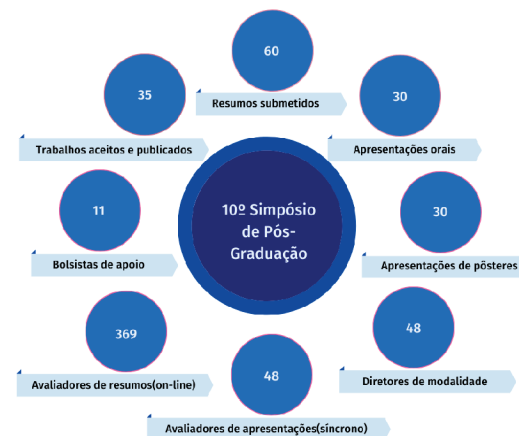 60
Resumos submetidos
35
Trabalhos aceitos e publicados
30
Apresentações orais
11
Bolsistas de apoio
10º Simpósio
de Pós-
Graduação
30
Apresentações de pôsteres
369
Avaliadores de resumos(on-line)
48
Avaliadores de apresentações(síncrono)
48
Diretores de modalidade